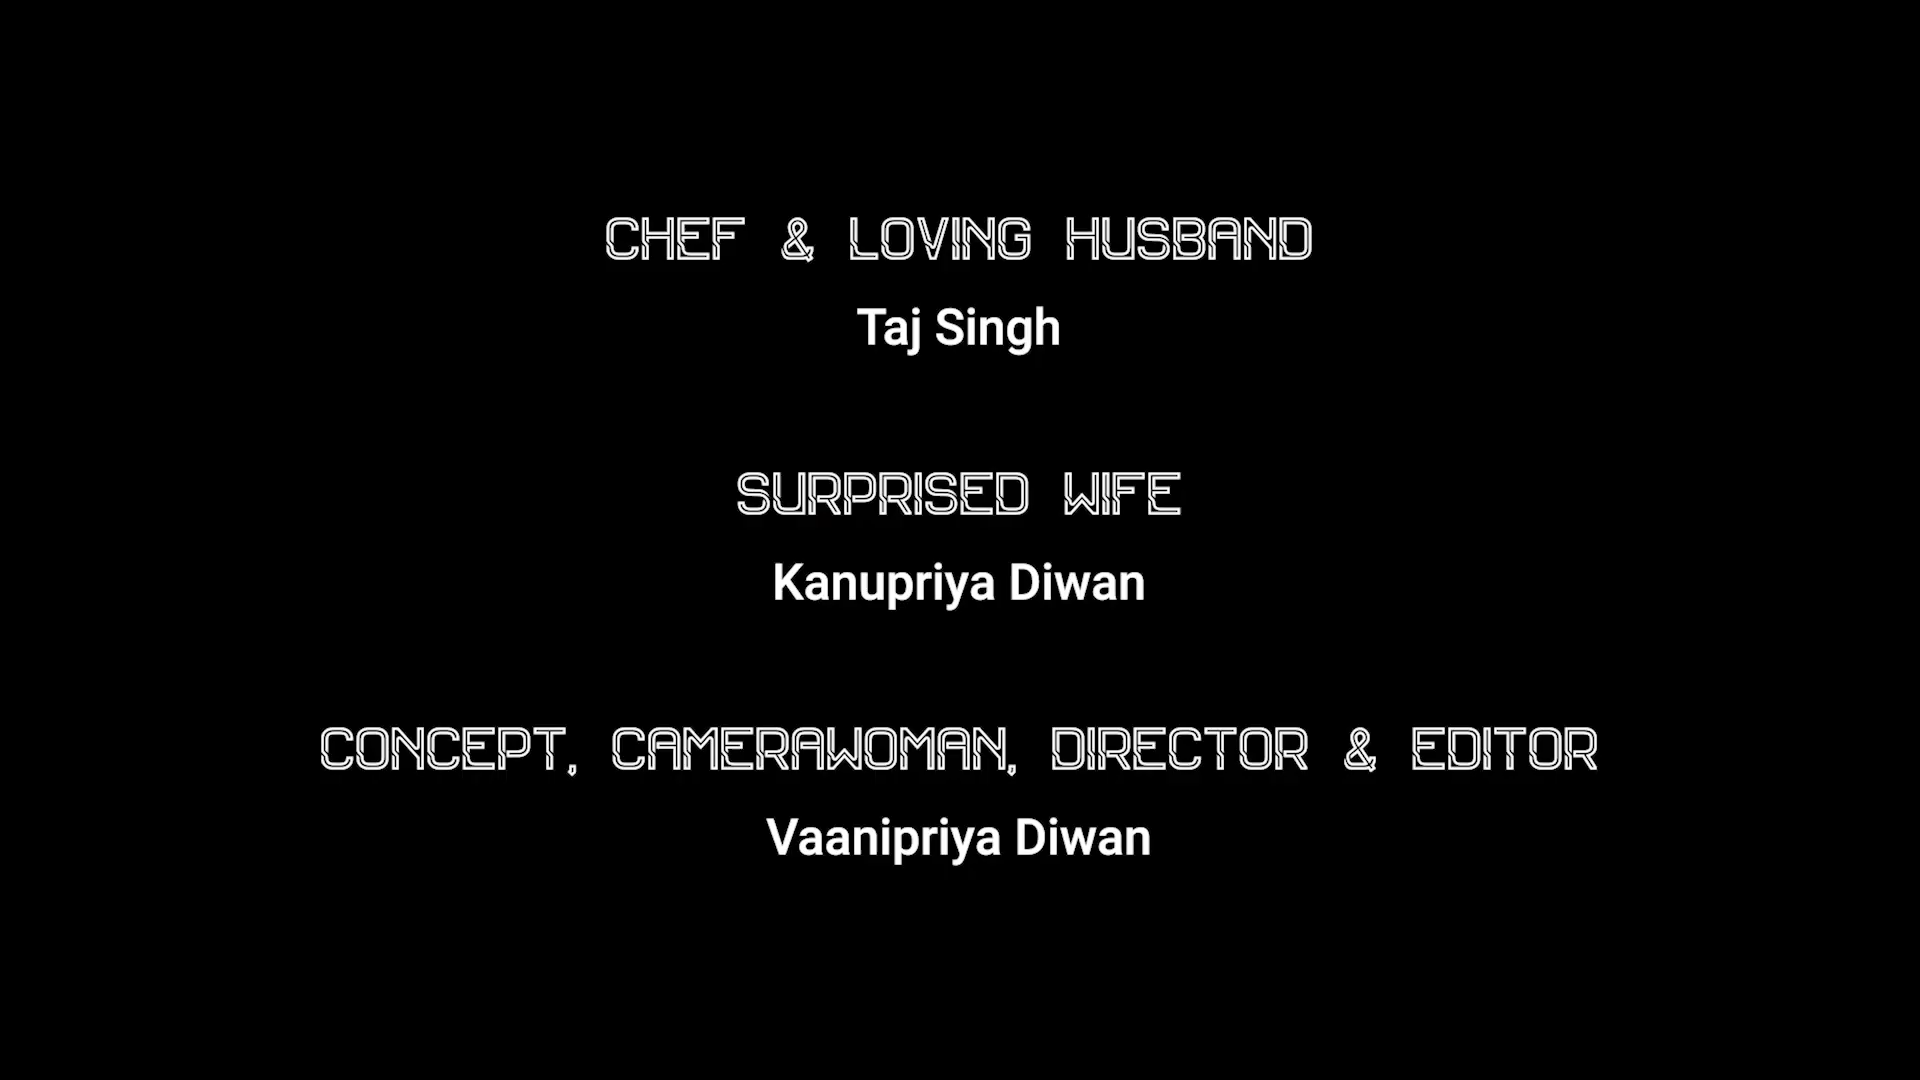 CHEF & LOVING HUSBAND
Taj Singh
SURPRISED WIFE
Kanupriya Diwan
CONCEPT, CAMERAWOMAN, DIRECTOR & EDITOR
Vaanipriya Diwan